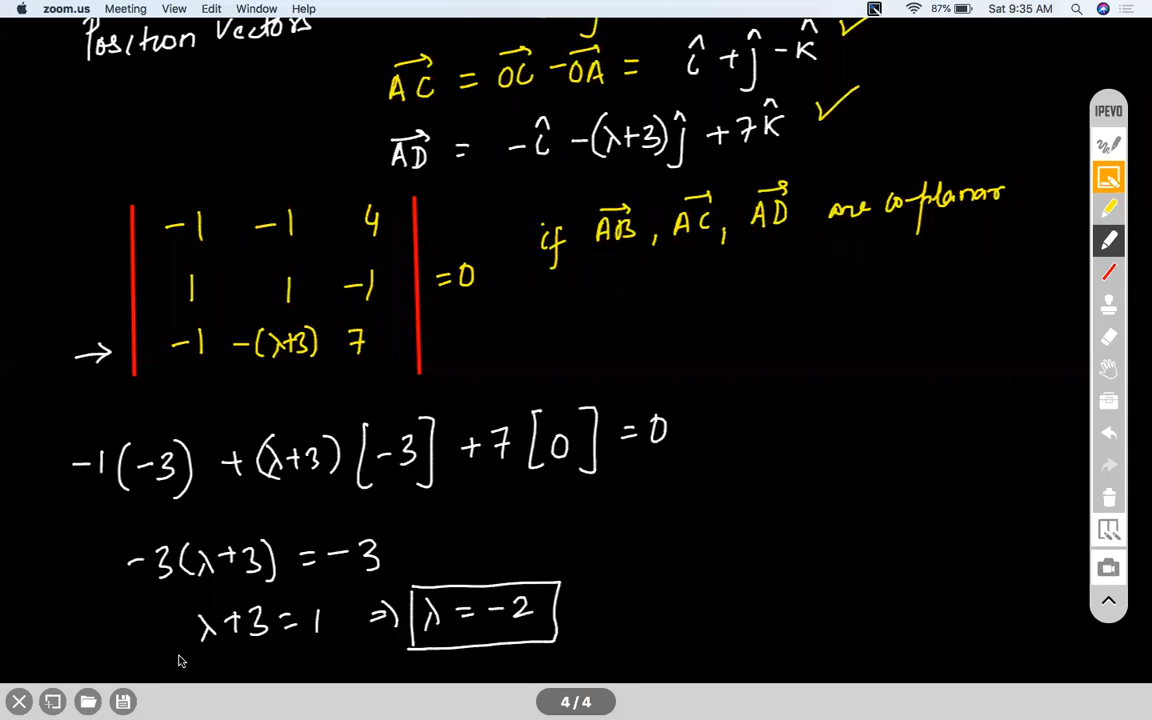 zoom.us Meeting View Edit Window Help 87% Sat 9:35 AM
Position Vectors
AC = OC - OA = î + ĵ - k̂
AD = -î -(λ+3)ĵ + 7k̂
IPEVO
-1 -1 4
1 1 -1 = 0
-1 -(λ+3) 7
if AB, AC, AD are coplanar
-1(-3) + (λ+3)[-3] + 7[0] = 0
-3(λ+3) = -3
λ+3 = 1 ⇒ λ = -2
4/4